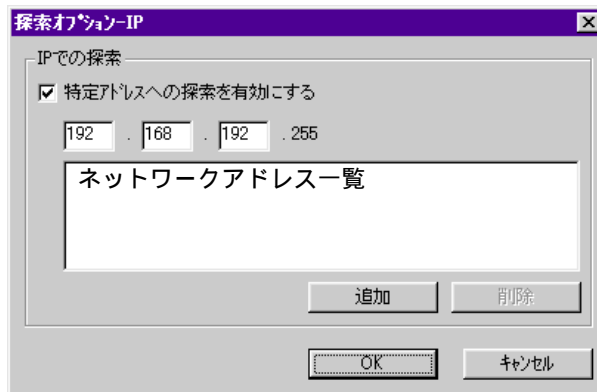 探索ｵﾌﾟｼｮﾝ-IP
IPでの探索
特定ｱﾄﾞﾚｽへの探索を有効にする
192 . 168 . 192 . 255
ネットワークアドレス一覧
追加 削除
OK ｷｬﾝｾﾙ